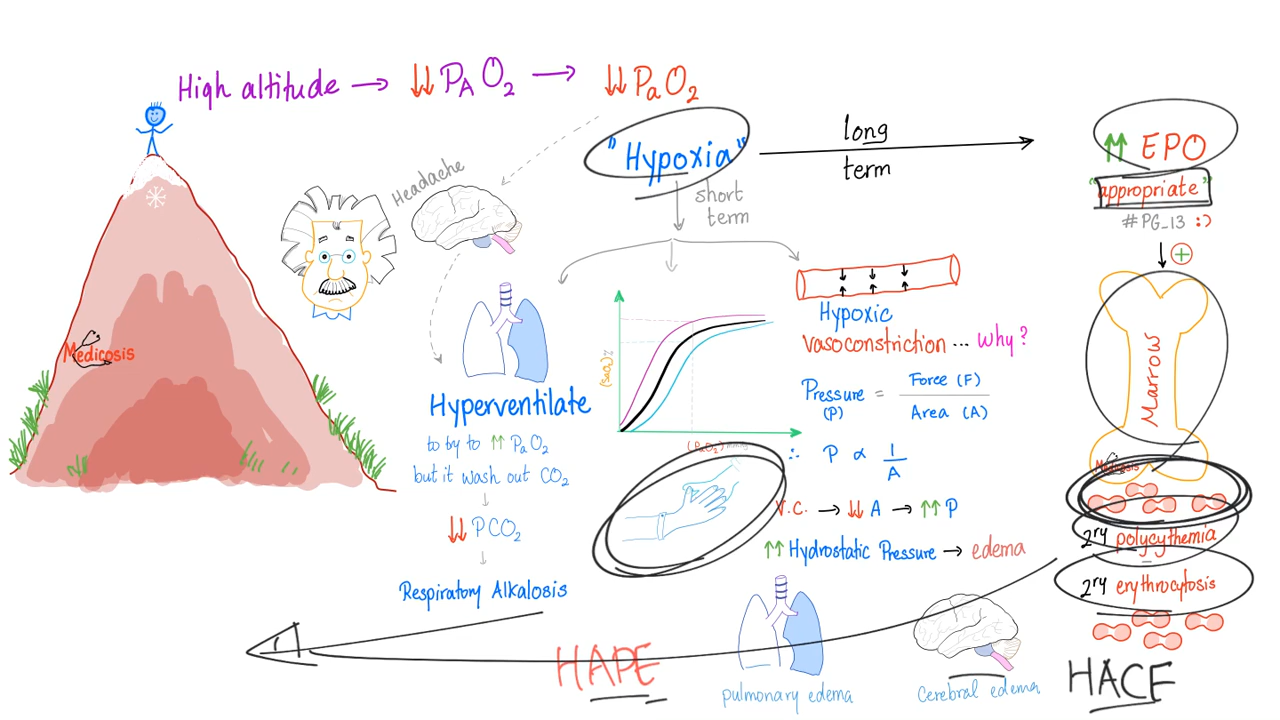 High altitude → ↓↓ PAO2 → ↓↓ PaO2
"Hypoxia"
long
term
↑↑ EPO
"appropriate"
#PG_13 :)
+
short
term
Headache
Medicosis
Hyperventilate
to try to ↑↑ PaO2
but it wash out CO2
↓
↓↓ PCO2
↓
Respiratory Alkalosis
(SaO2)%
Hypoxic
vasoconstriction ... why?
Pressure = Force (F)
(P) Area (A)
∴ P ∝ 1
A
V.C. → ↓↓ A → ↑↑ P
↑↑ Hydrostatic Pressure → edema
pulmonary edema
Cerebral edema
HAPE
Marrow
Medicosis
2ry polycythemia
2ry erythrocytosis
HACE